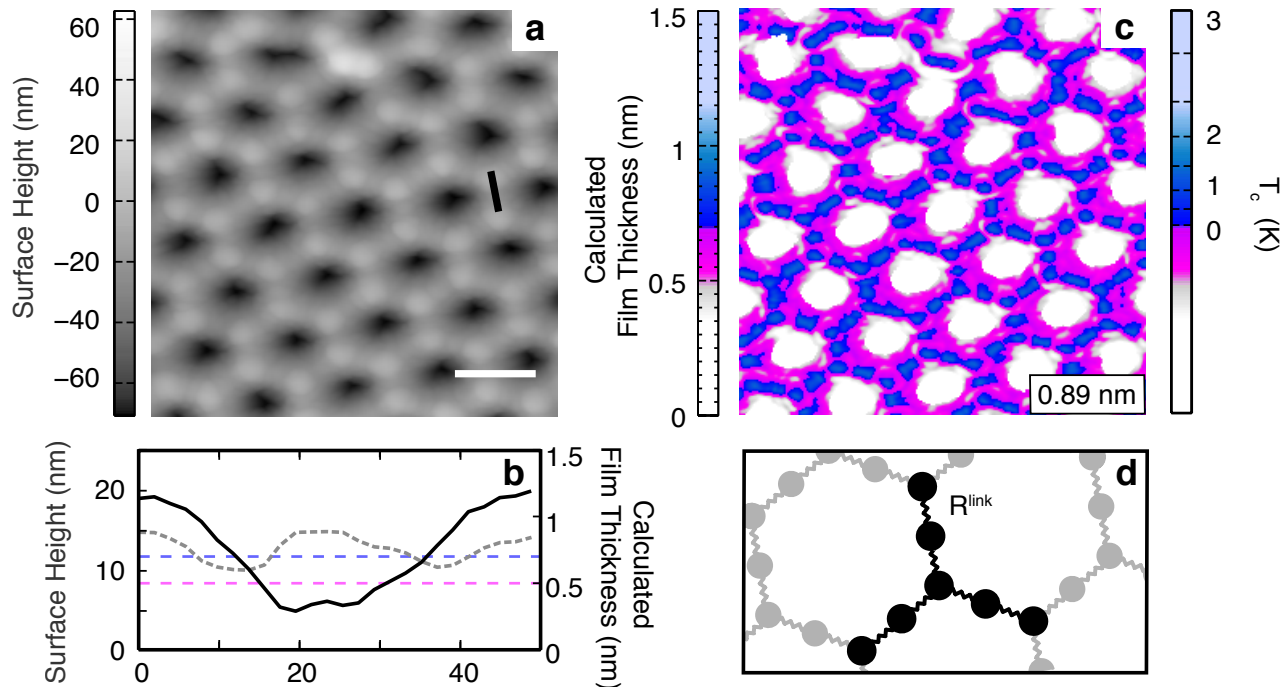 a
Surface Height (nm)
60
40
20
0
−20
−40
−60
c
Calculated
Film Thickness (nm)
1.5
1
0.5
0
0.89 nm
3
2
1
0
T c (K)
b
Surface Height (nm)
20
10
0
0
20
40
1.5
1
0.5
0
Calculated
Film Thickness (nm)
d
R link